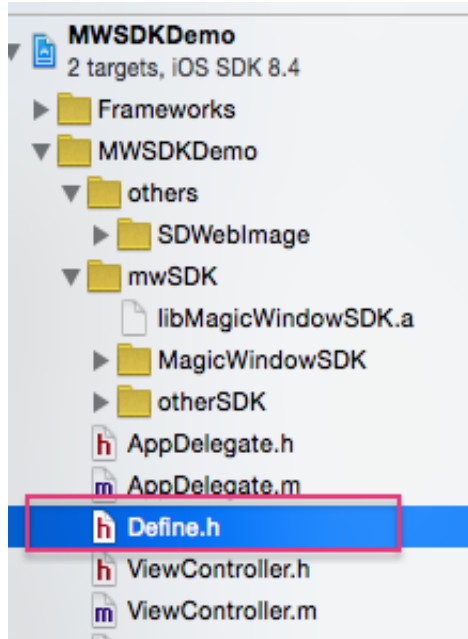 MWSDKDemo
2 targets, iOS SDK 8.4
Frameworks
MWSDKDemo
others
SDWebImage
mwSDK
libMagicWindowSDK.a
MagicWindowSDK
otherSDK
h AppDelegate.h
m AppDelegate.m
h Define.h
h ViewController.h
m ViewController.m